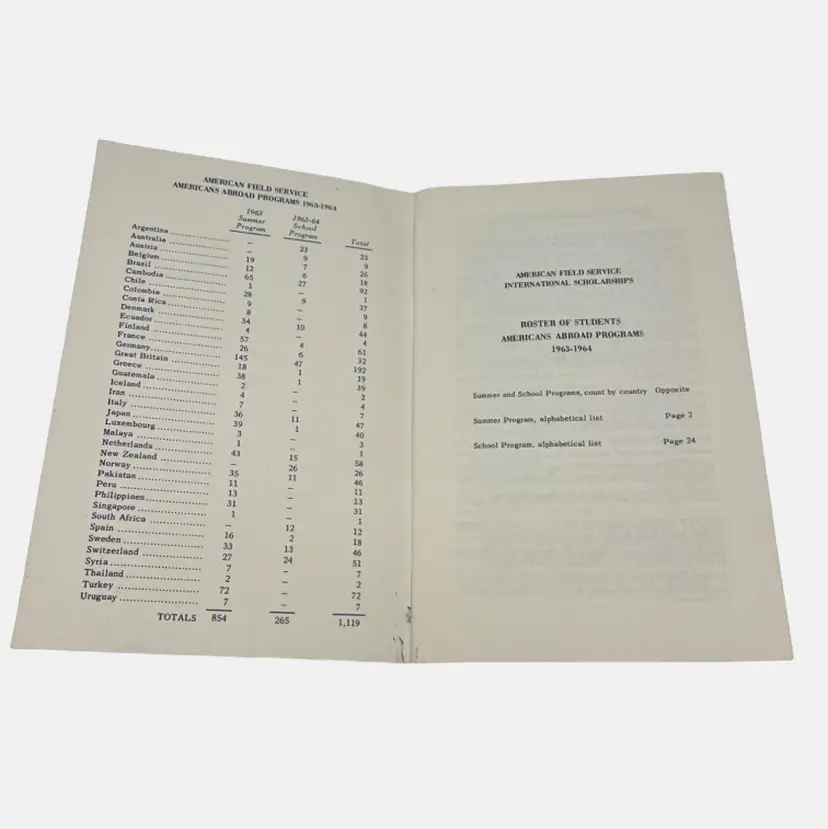 AMERICAN FIELD SERVICE
AMERICANS ABROAD PROGRAMS 1963-1964
1963 Summer Program 1963-64 School Program Total
Argentina – 23 23
Australia – 9 9
Austria 19 7 26
Belgium 12 6 18
Brazil 65 27 92
Cambodia 1 – 1
Chile 28 9 37
Colombia 9 – 9
Costa Rica 8 – 8
Denmark 34 10 44
Ecuador 4 – 4
Finland 57 4 61
France 26 6 32
Germany 145 47 192
Great Britain 18 1 19
Greece 38 1 39
Guatemala 2 – 2
Iceland 4 – 4
Iran 7 – 7
Italy 36 11 47
Japan 39 1 40
Luxembourg 3 – 3
Malaya 1 – 1
Netherlands 43 15 58
New Zealand – 26 26
Norway 35 11 46
Pakistan 11 – 11
Peru 13 – 13
Philippines 31 – 31
Singapore 1 – 1
South Africa – 12 12
Spain 16 2 18
Sweden 33 13 46
Switzerland 27 24 51
Syria 7 – 7
Thailand 2 – 2
Turkey 72 – 72
Uruguay 7 – 7
TOTALS 854 265 1,119
AMERICAN FIELD SERVICE
INTERNATIONAL SCHOLARSHIPS
ROSTER OF STUDENTS
AMERICANS ABROAD PROGRAMS
1963-1964
Summer and School Programs, count by country Opposite
Summer Program, alphabetical list Page 2
School Program, alphabetical list Page 24